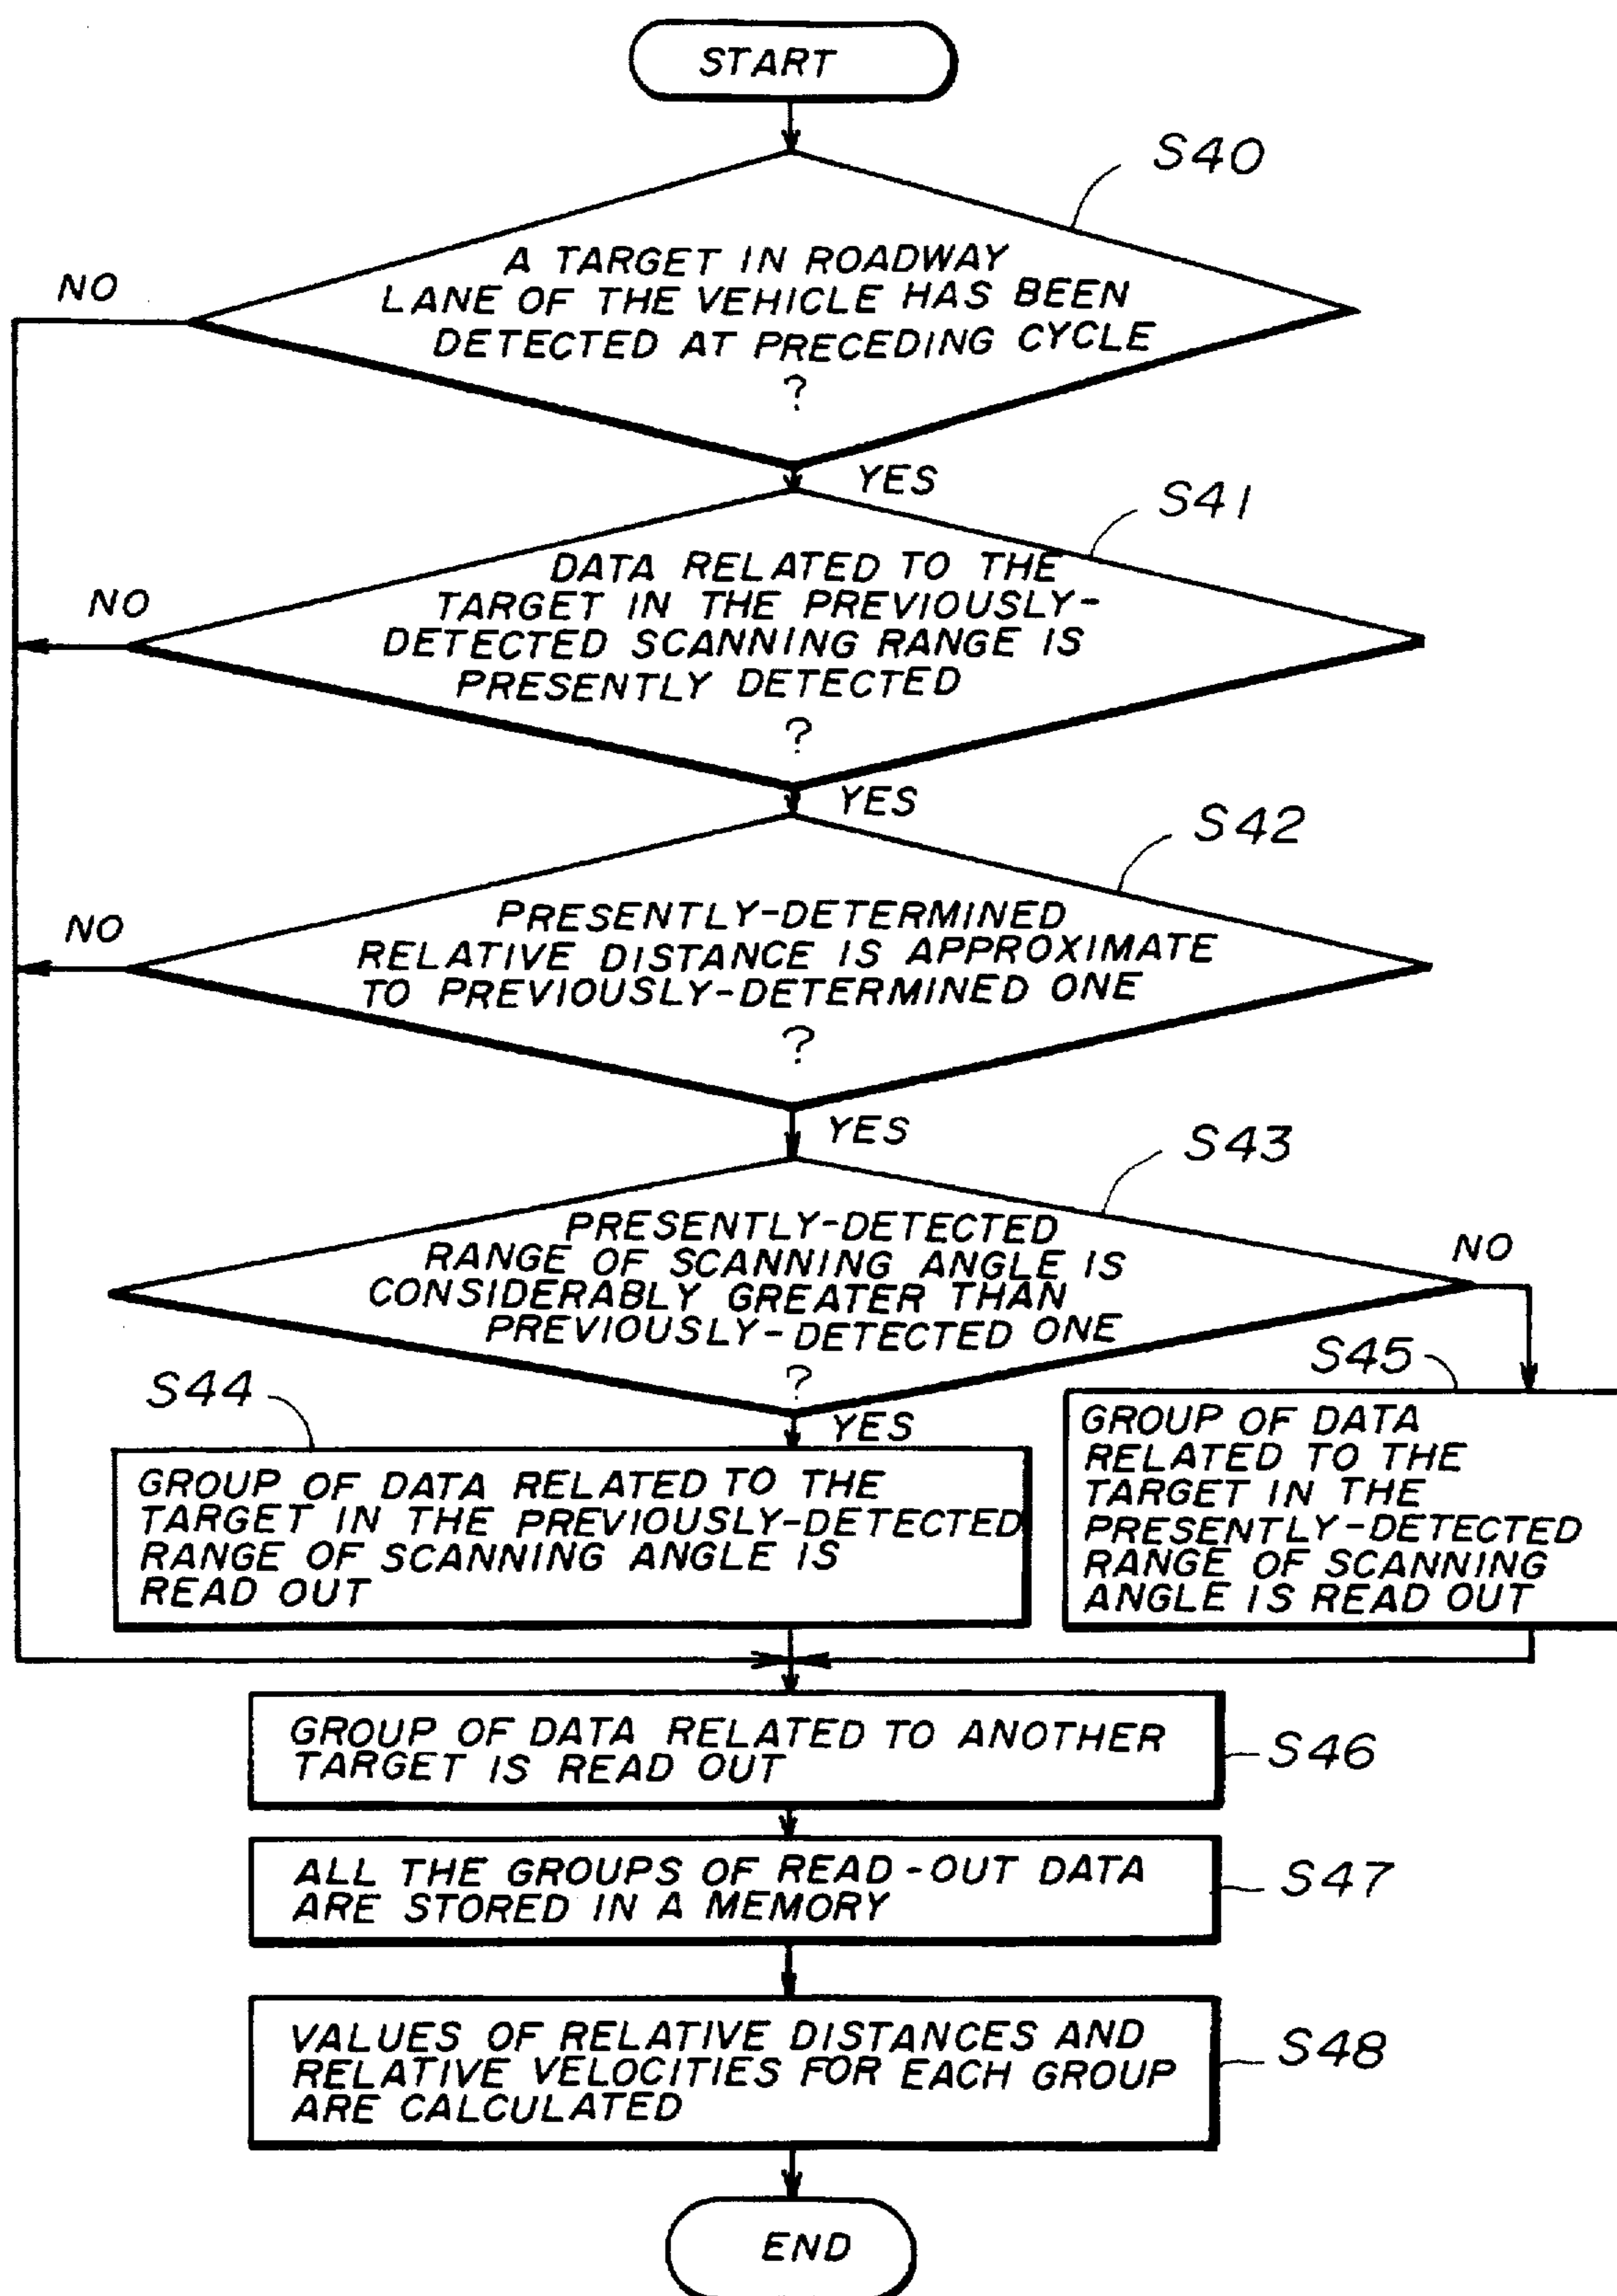 START
S40
A TARGET IN ROADWAY
LANE OF THE VEHICLE HAS BEEN
DETECTED AT PRECEDING CYCLE
?
NO
YES
S41
DATA RELATED TO THE
TARGET IN THE PREVIOUSLY-
DETECTED SCANNING RANGE IS
PRESENTLY DETECTED
?
NO
YES
S42
PRESENTLY-DETERMINED
RELATIVE DISTANCE IS APPROXIMATE
TO PREVIOUSLY-DETERMINED ONE
?
NO
YES
S43
PRESENTLY-DETECTED
RANGE OF SCANNING ANGLE IS
CONSIDERABLY GREATER THAN
PREVIOUSLY-DETECTED ONE
?
NO
YES
S44
GROUP OF DATA RELATED TO THE
TARGET IN THE PREVIOUSLY-DETECTED
RANGE OF SCANNING ANGLE IS
READ OUT
S45
GROUP OF DATA
RELATED TO THE
TARGET IN THE
PRESENTLY-DETECTED
RANGE OF SCANNING
ANGLE IS READ OUT
GROUP OF DATA RELATED TO ANOTHER
TARGET IS READ OUT
S46
ALL THE GROUPS OF READ-OUT DATA
ARE STORED IN A MEMORY
S47
VALUES OF RELATIVE DISTANCES AND
RELATIVE VELOCITIES FOR EACH GROUP
ARE CALCULATED
S48
END